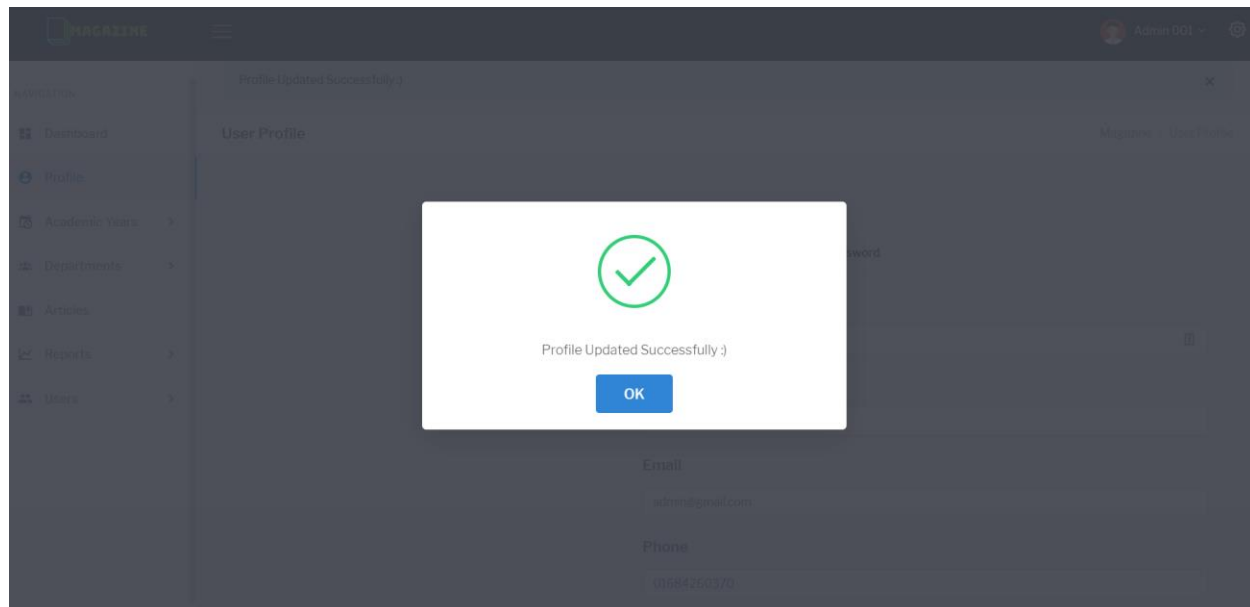 MAGAZINE
Admin 001
Profile Updated Successfully :)
NAVIGATION
Dashboard
User Profile
Magazine
User Profile
Profile
Academic Years
Departments
Articles
Reports
Users
Profile Updated Successfully :)
OK
Email
admin@gmail.com
Phone